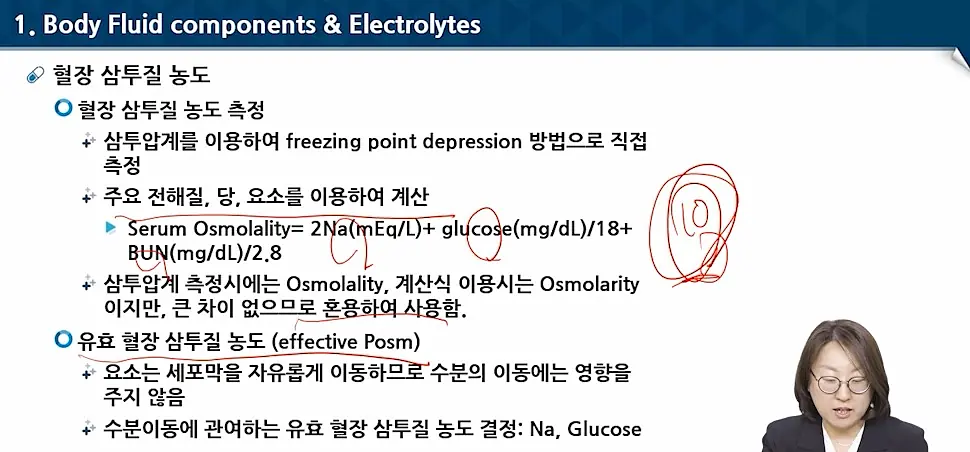 1. Body Fluid components & Electrolytes
혈장 삼투질 농도
혈장 삼투질 농도 측정
삼투압계를 이용하여 freezing point depression 방법으로 직접
측정
주요 전해질, 당, 요소를 이용하여 계산
Serum Osmolality= 2Na(mEq/L)+ glucose(mg/dL)/18+
BUN(mg/dL)/2.8
10
삼투압계 측정시에는 Osmolality, 계산식 이용시는 Osmolarity
이지만, 큰 차이 없으므로 혼용하여 사용함.
유효 혈장 삼투질 농도 (effective Posm)
요소는 세포막을 자유롭게 이동하므로 수분의 이동에는 영향을
주지 않음
수분이동에 관여하는 유효 혈장 삼투질 농도 결정: Na, Glucose